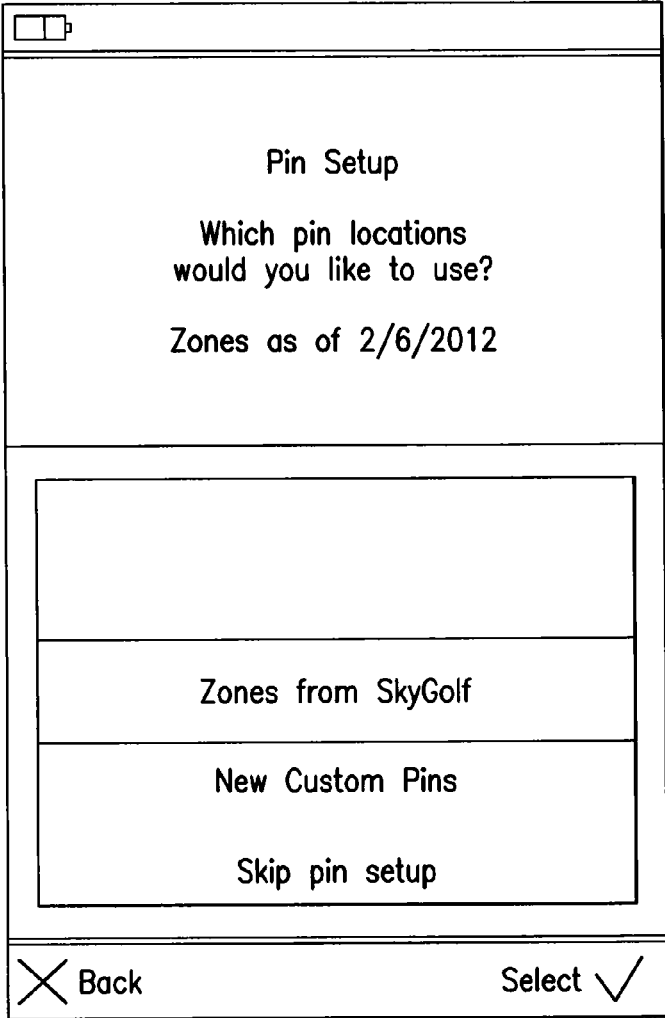 Pin Setup
Which pin locations
would you like to use?
Zones as of 2/6/2012
Zones from SkyGolf
New Custom Pins
Skip pin setup
Back
Select